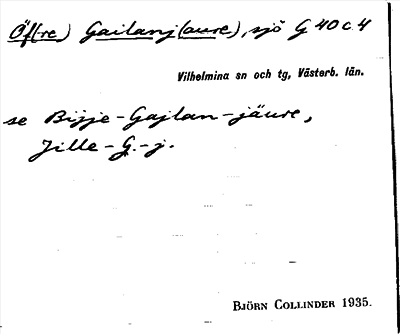 Öf(re) Gailanj(aure), sjö G 40 c 4
Vilhelmina sn och tg, Västerb. län.
se Bijje-Gajlan-jäure,
Jille-G.-j.
BJÖRN COLLINDER 1935.